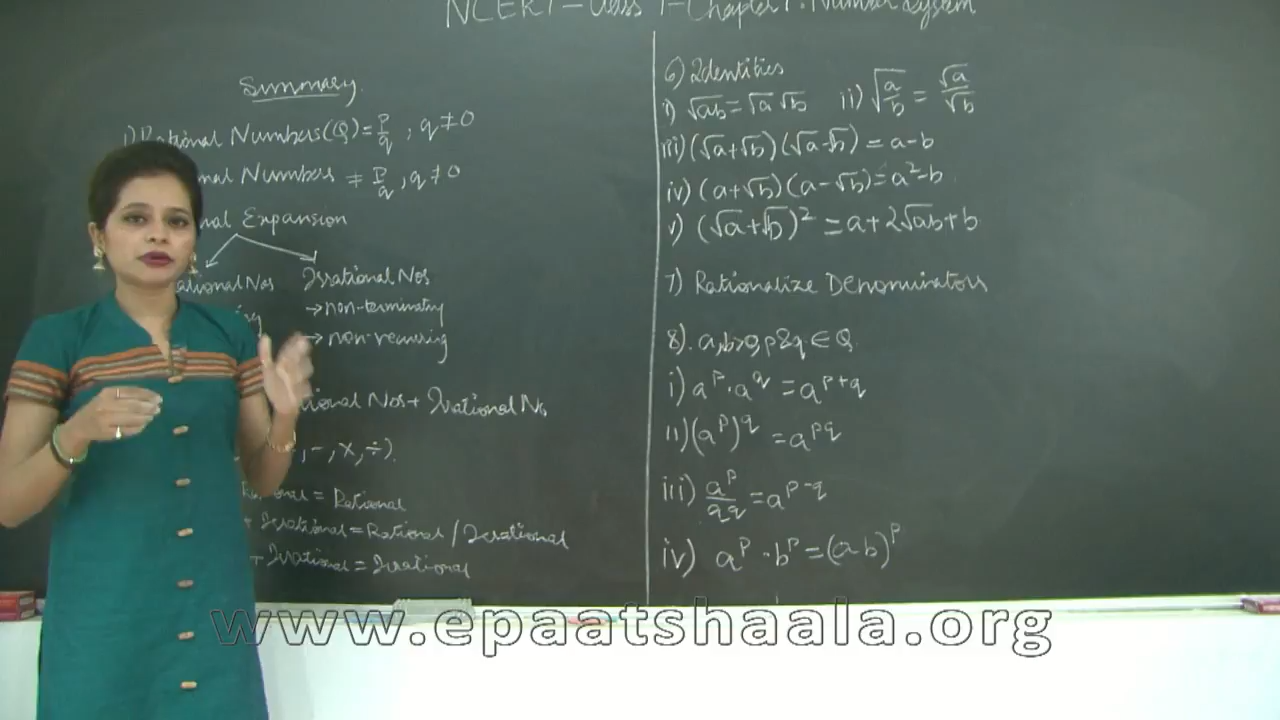 NCERT - Class 9 - Chapter 1: Number System
Summary
1) Rational Numbers (Q) = p/q, q ≠ 0
nal Numbers ≠ p/q, q ≠ 0
nal Expansion
ational Nos Irrational Nos
→ non-terminating
→ non-recurring
ional Nos + Irrational Nos
-, ×, ÷)
= Rational
+ Irrational = Rational / Irrational
+ Irrational = Irrational
6) Identities
i) √ab = √a √b ii) √(a/b) = √a/√b
iii) (√a + √b) (√a - √b) = a - b
iv) (a + √b) (a - √b) = a² - b
v) (√a + √b)² = a + 2√ab + b
7) Rationalize Denominators
8). a, b > 0, p & q ∈ Q
i) a^p · a^q = a^(p+q)
ii) (a^p)^q = a^(pq)
iii) a^p/a^q = a^(p-q)
iv) a^p · b^p = (ab)^p
www.epaatshaala.org